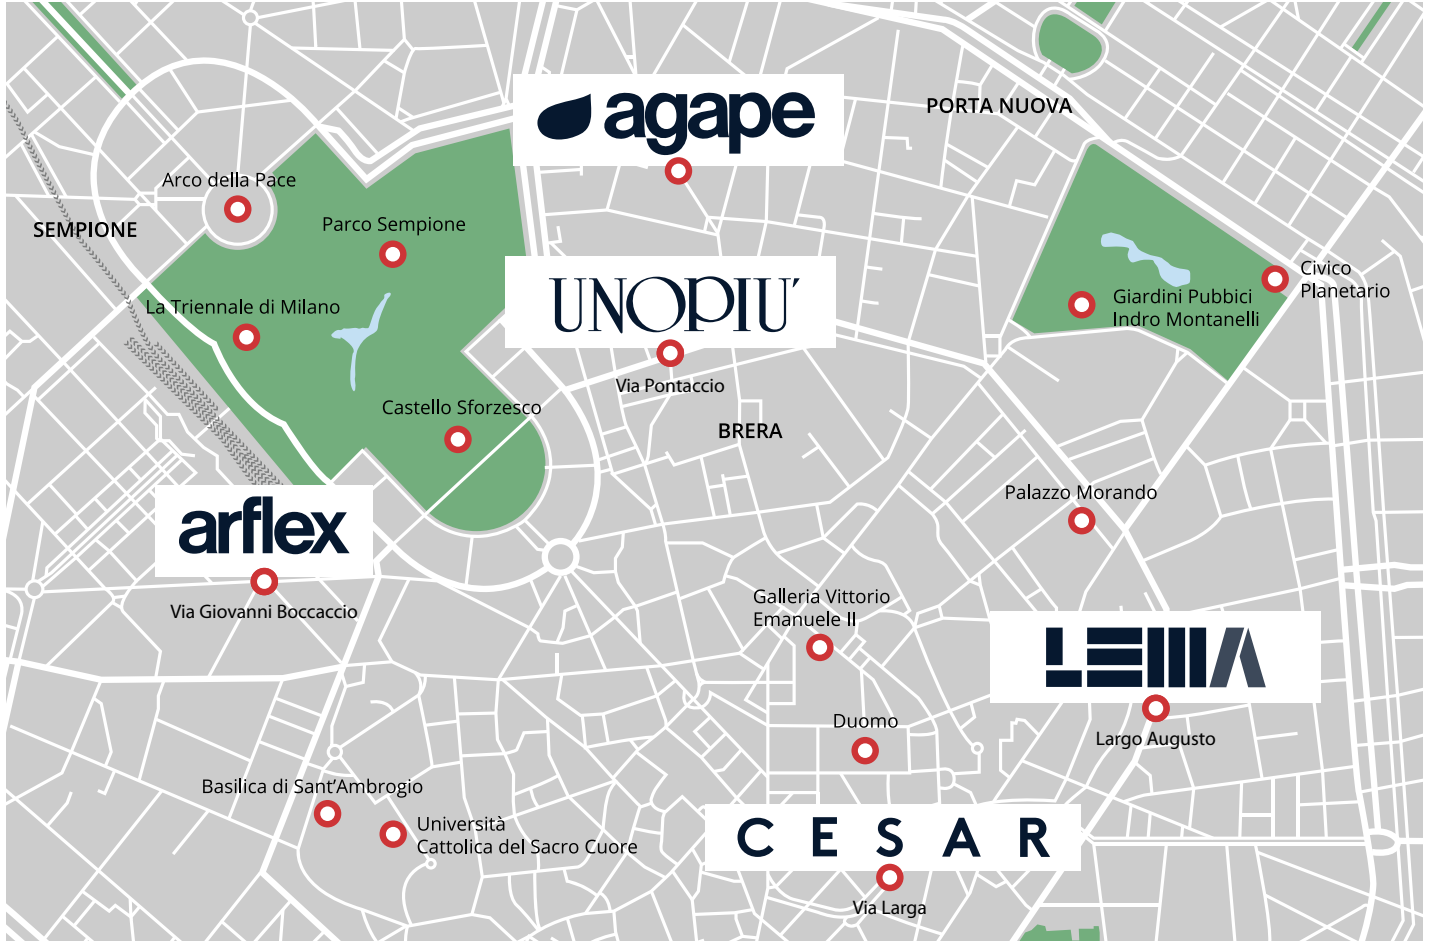 agape
PORTA NUOVA
Arco della Pace
SEMPIONE
Parco Sempione
UNOPIÙ
Civico
Planetario
Giardini Pubbici
Indro Montanelli
La Triennale di Milano
Via Pontaccio
Castello Sforzesco
BRERA
Palazzo Morando
arflex
Via Giovanni Boccaccio
Galleria Vittorio
Emanuele II
LEMA
Largo Augusto
Duomo
Basilica di Sant'Ambrogio
Università
Cattolica del Sacro Cuore
CESAR
Via Larga